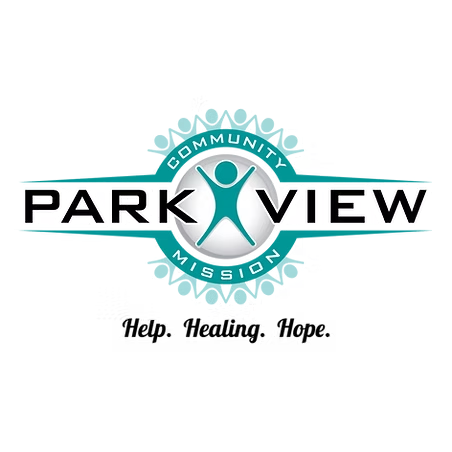 COMMUNITY
PARK VIEW
MISSION
Help. Healing. Hope.